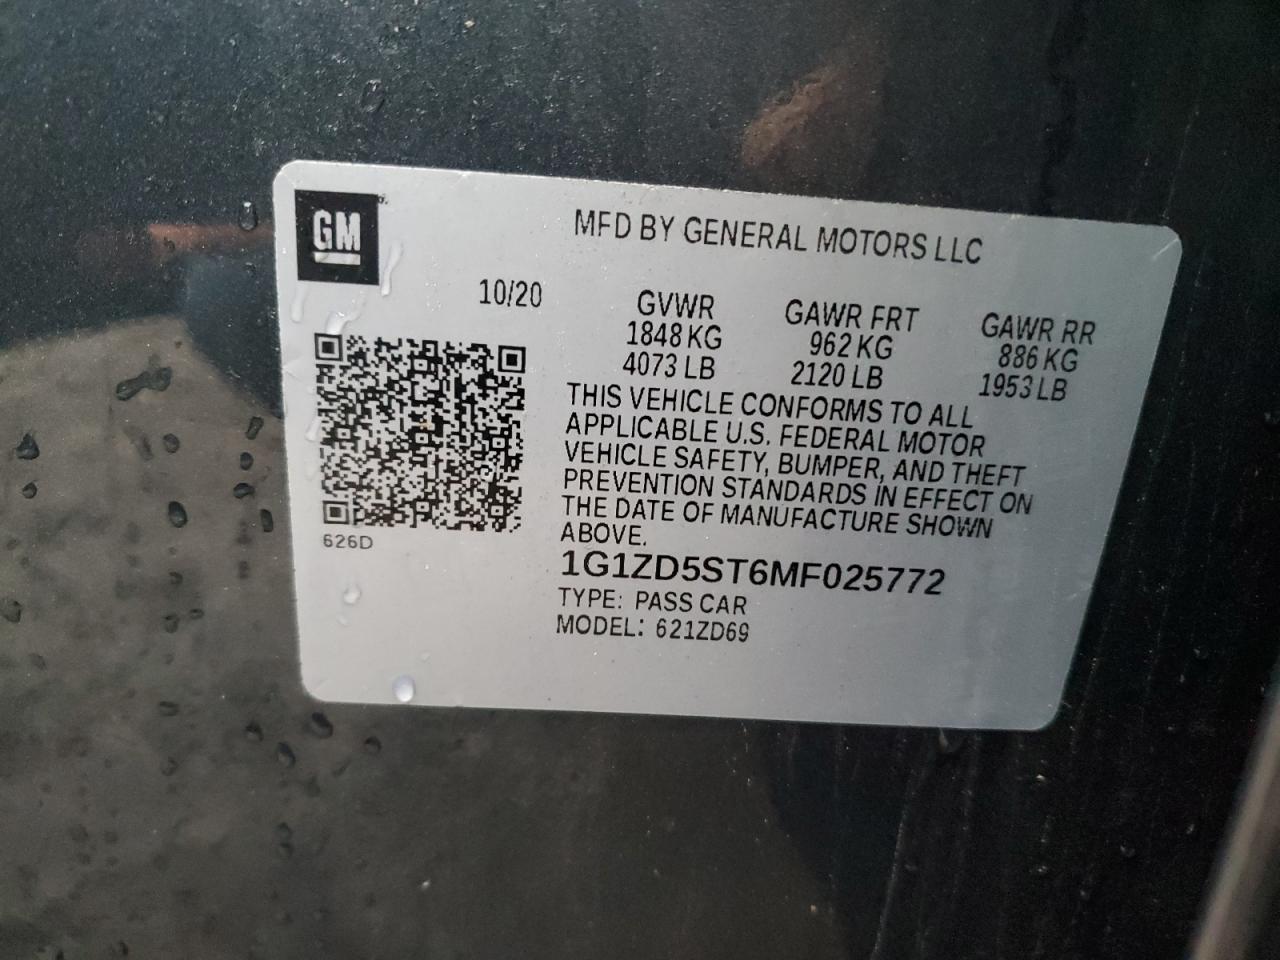 GM
MFD BY GENERAL MOTORS LLC
10/20
GVWR GAWR FRT GAWR RR
1848 KG 962 KG 886 KG
4073 LB 2120 LB 1953 LB
THIS VEHICLE CONFORMS TO ALL
APPLICABLE U.S. FEDERAL MOTOR
VEHICLE SAFETY, BUMPER, AND THEFT
PREVENTION STANDARDS IN EFFECT ON
THE DATE OF MANUFACTURE SHOWN
ABOVE.
626D
1G1ZD5ST6MF025772
TYPE: PASS CAR
MODEL: 621ZD69